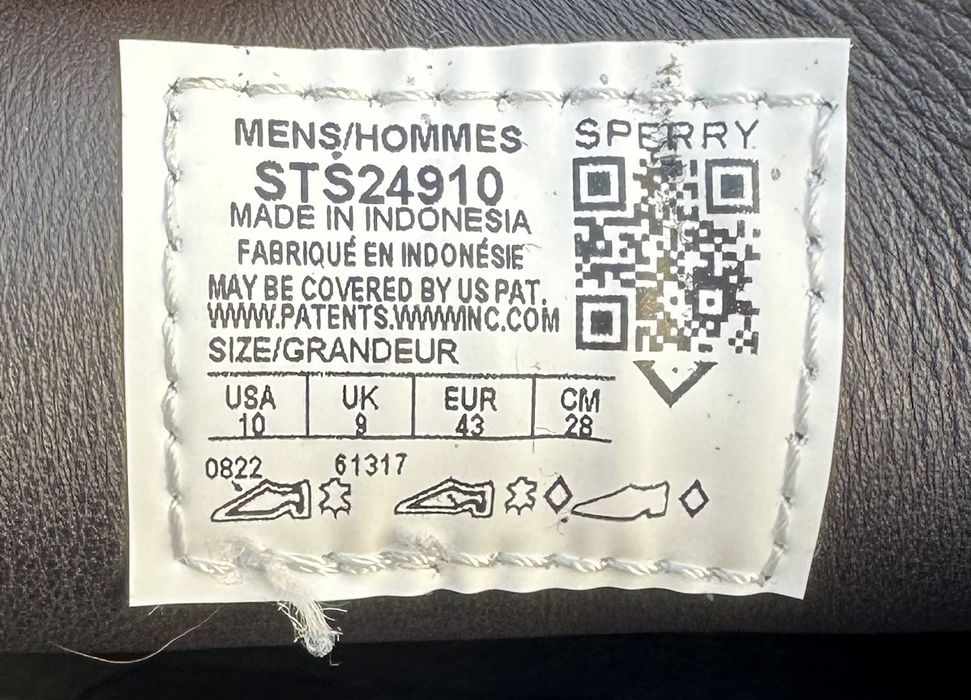 MENS/HOMMES
STS24910
MADE IN INDONESIA
FABRIQUÉ EN INDONÉSIE
MAY BE COVERED BY US PAT.
WWW.PATENTS.WWWINC.COM
SIZE/GRANDEUR
USA UK EUR CM
10 9 43 28
0822 61317
SPERRY